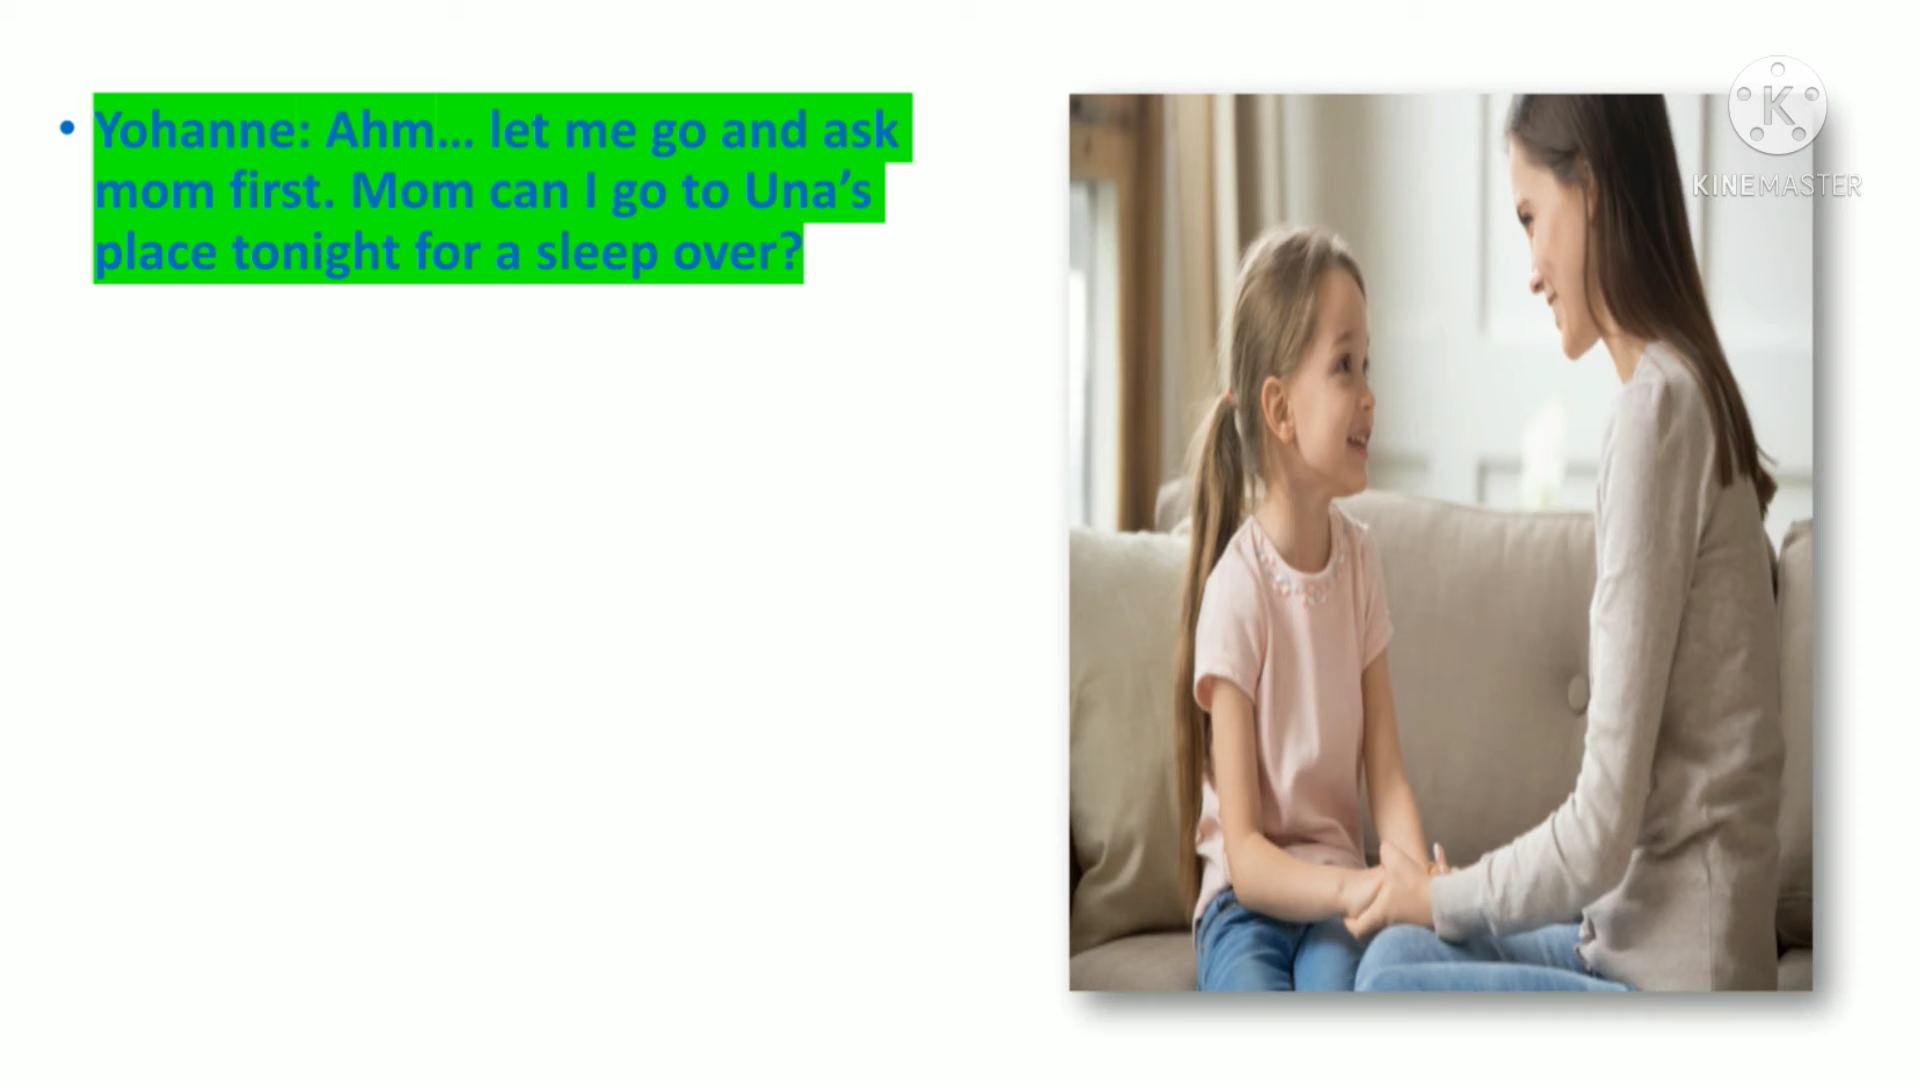 • Yohanne: Ahm... let me go and ask
mom first. Mom can I go to Una’s
place tonight for a sleep over?
K
KINEMASTER